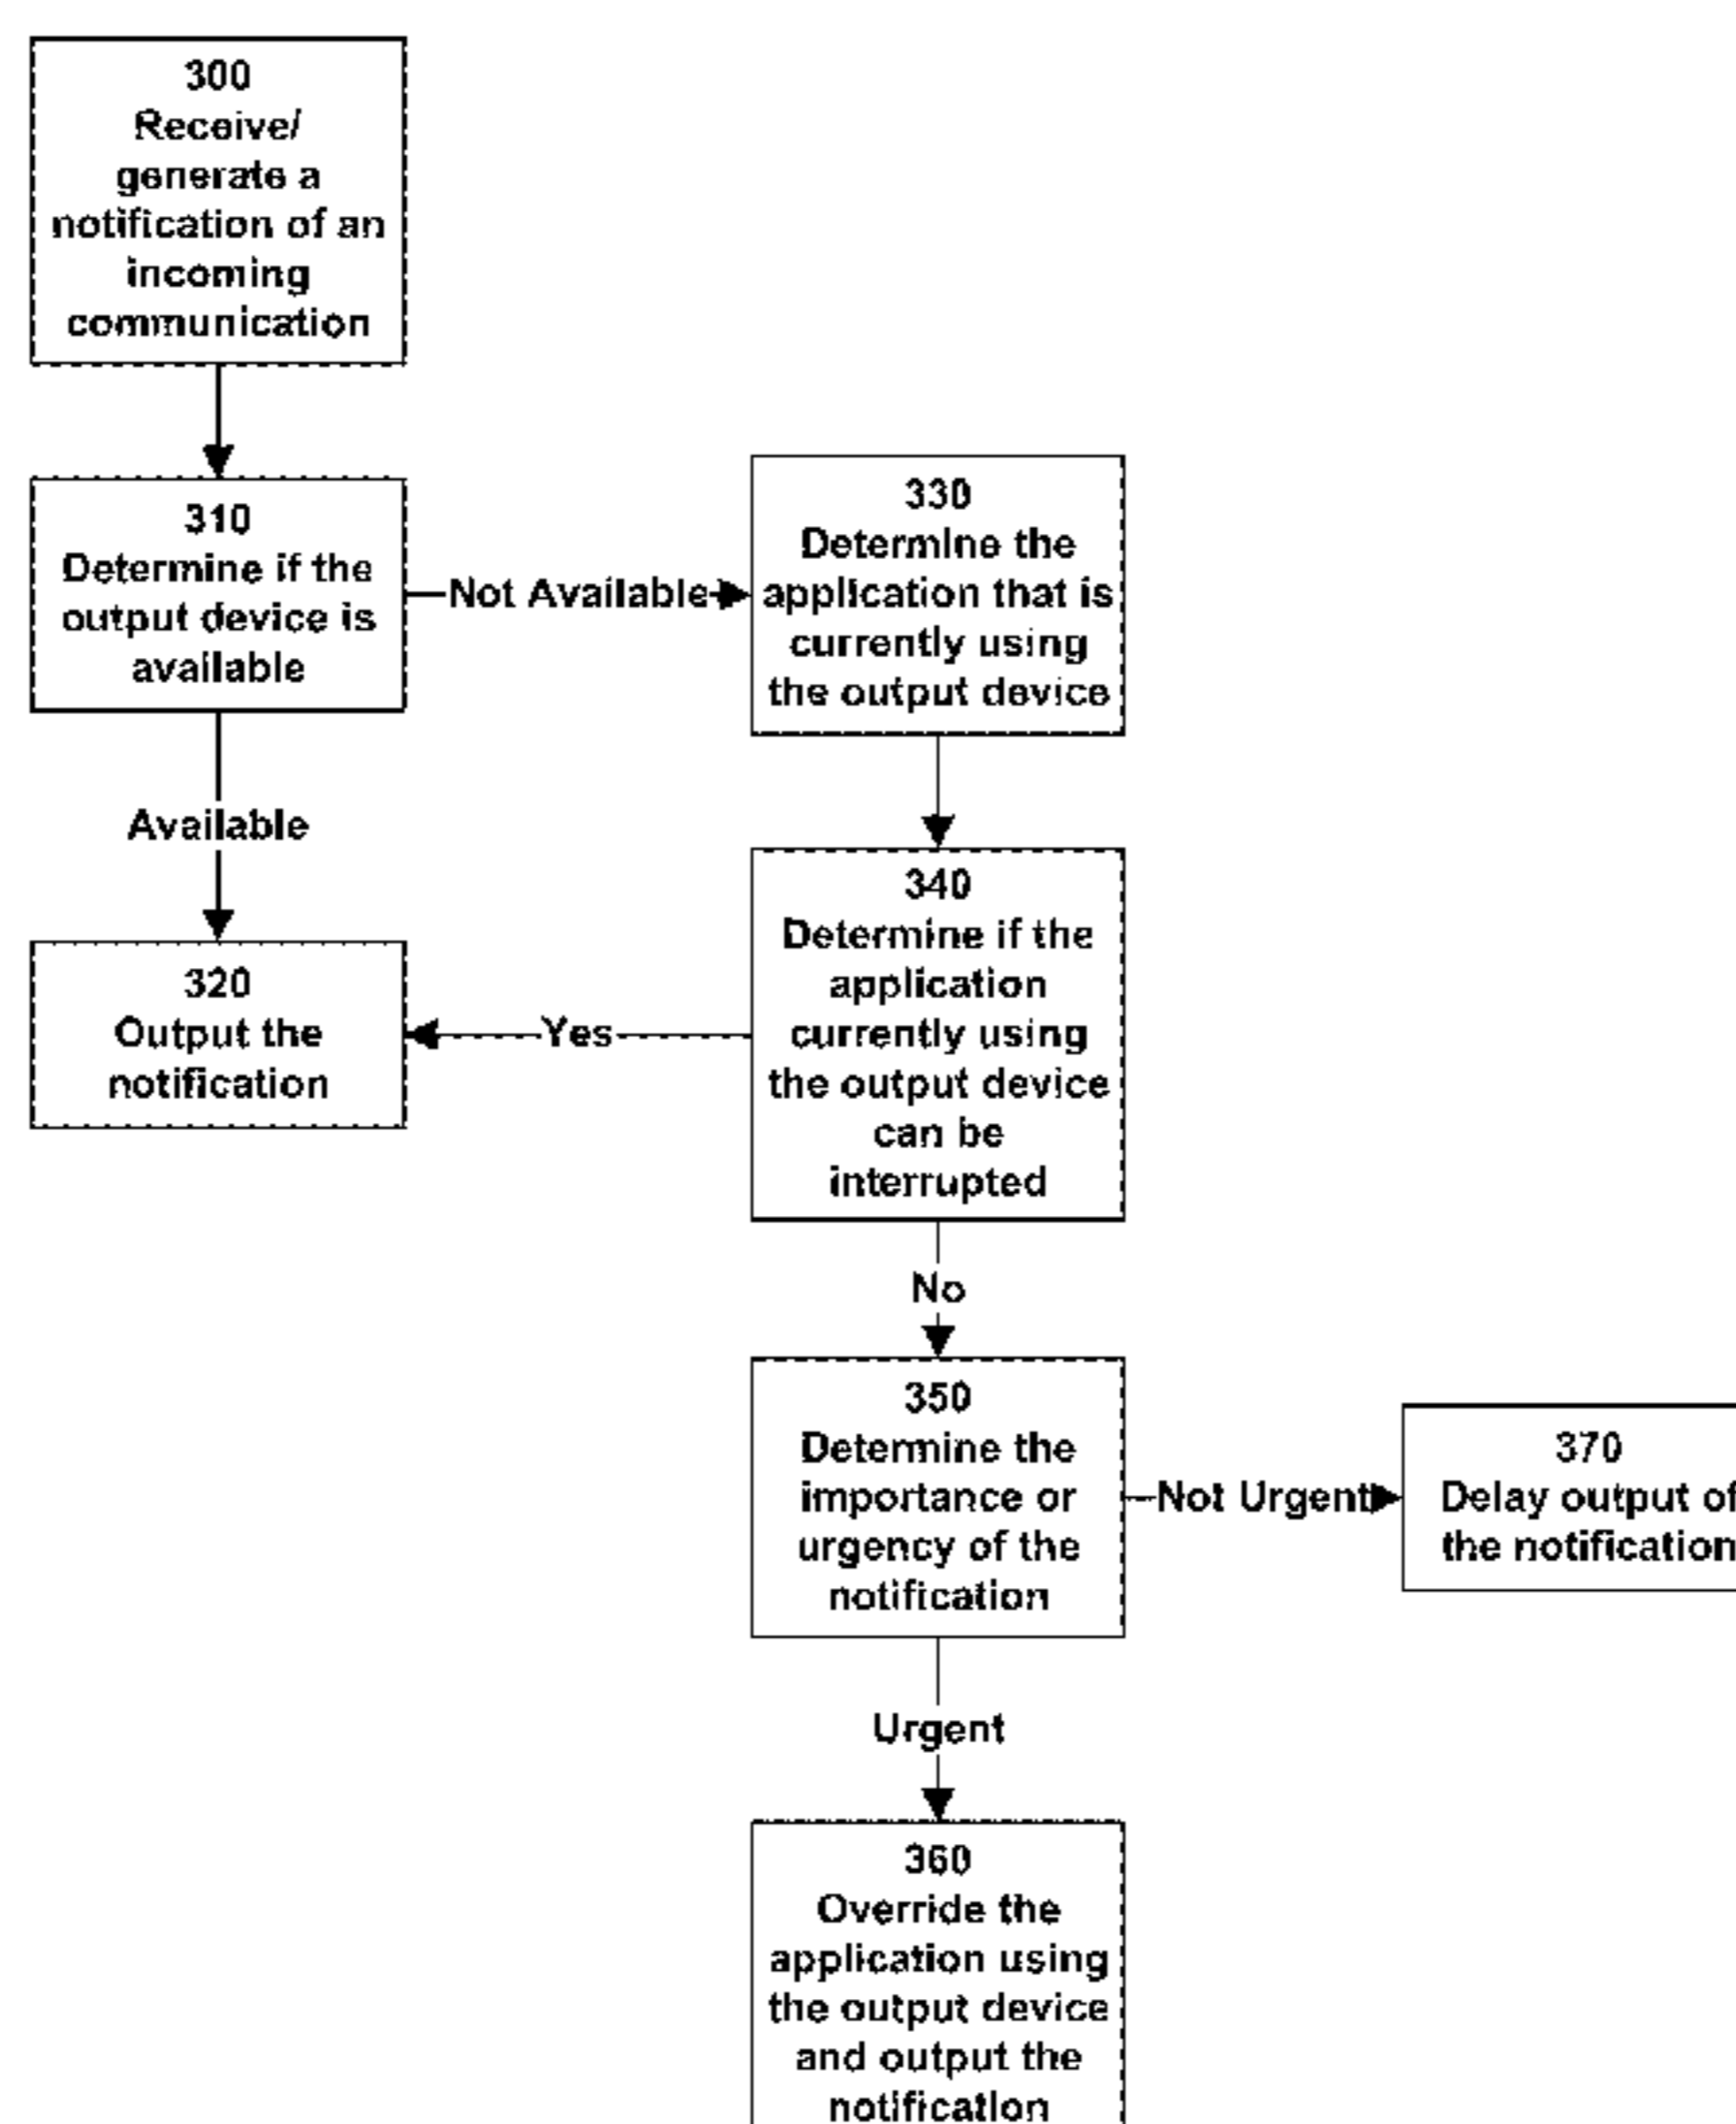 300
Receive/
generate a
notification of an
incoming
communication
310
Determine if the
output device is
available
Not Available
330
Determine the
application that is
currently using
the output device
Available
340
Determine if the
application
currently using
the output device
can be
interrupted
320
Output the
notification
Yes
No
350
Determine the
importance or
urgency of the
notification
Not Urgent
370
Delay output of
the notification
Urgent
360
Override the
application using
the output device
and output the
notification